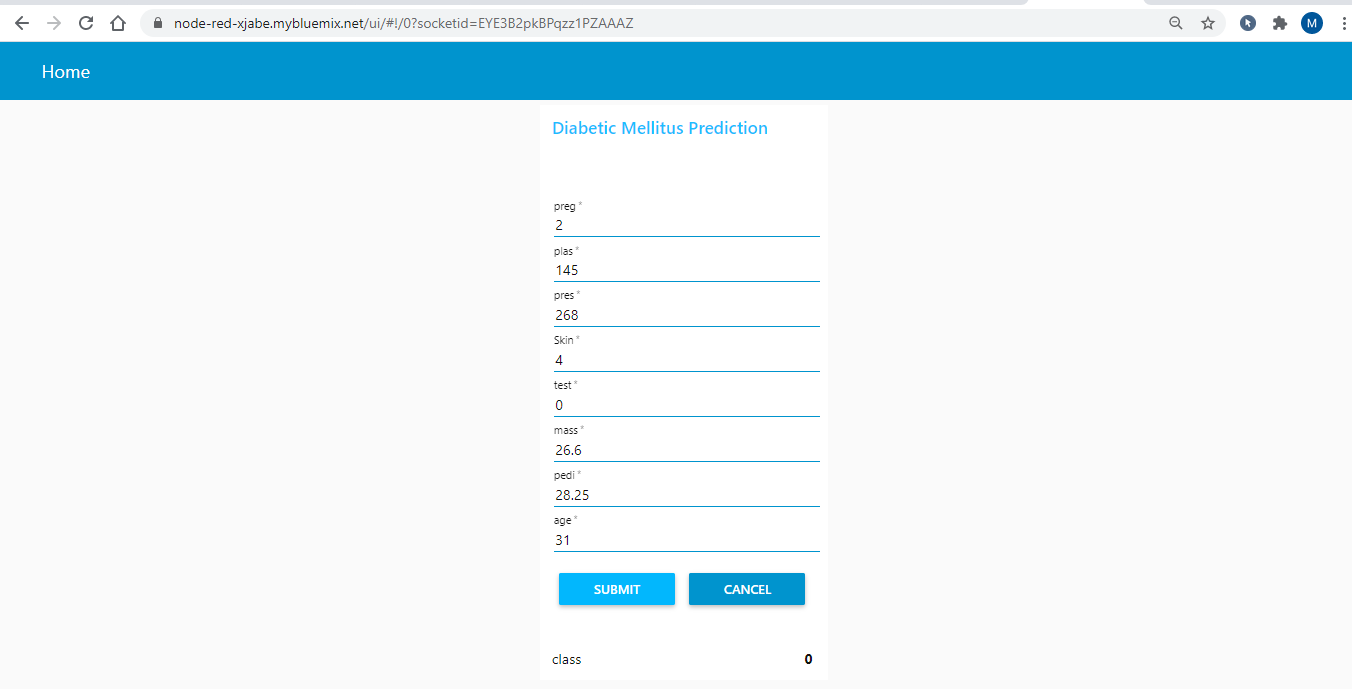 node-red-xjabe.mybluemix.net/ui/#!/0?socketid=EYE3B2pkBPqzz1PZAAAZ
M
Home
Diabetic Mellitus Prediction
preg *
2
plas *
145
pres *
268
Skin *
4
test *
0
mass *
26.6
pedi *
28.25
age *
31
SUBMIT CANCEL
class 0